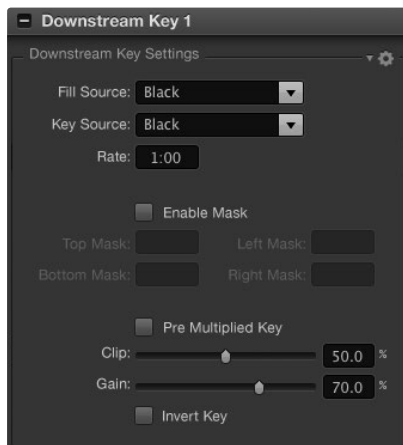 Downstream Key 1
Downstream Key Settings
Fill Source: Black
Key Source: Black
Rate: 1:00
Enable Mask
Top Mask: Left Mask:
Bottom Mask: Right Mask:
Pre Multiplied Key
Clip: 50.0 %
Gain: 70.0 %
Invert Key